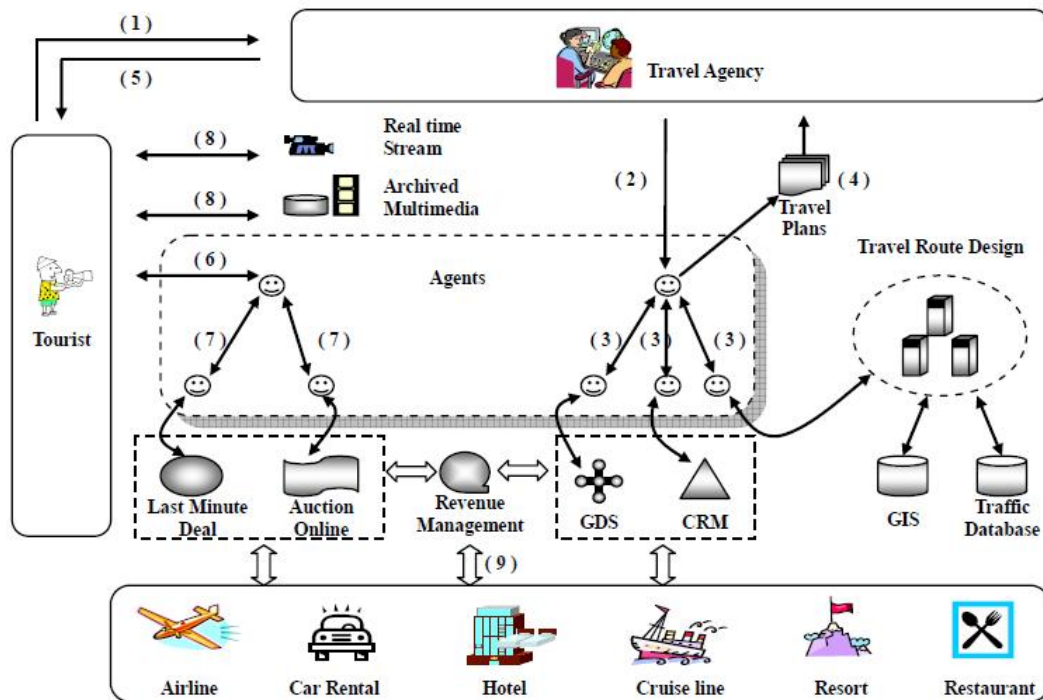 ( 1 )
Travel Agency
( 5 )
( 8 )
Real time
Stream
( 2 )
( 4 )
( 8 )
Archived
Multimedia
Travel
Plans
Travel Route Design
( 6 )
Agents
Tourist
( 7 )
( 7 )
( 3 )
( 3 )
( 3 )
Last Minute
Deal
Auction
Online
Revenue
Management
GDS
CRM
GIS
Traffic
Database
( 9 )
Airline
Car Rental
Hotel
Cruise line
Resort
Restaurant